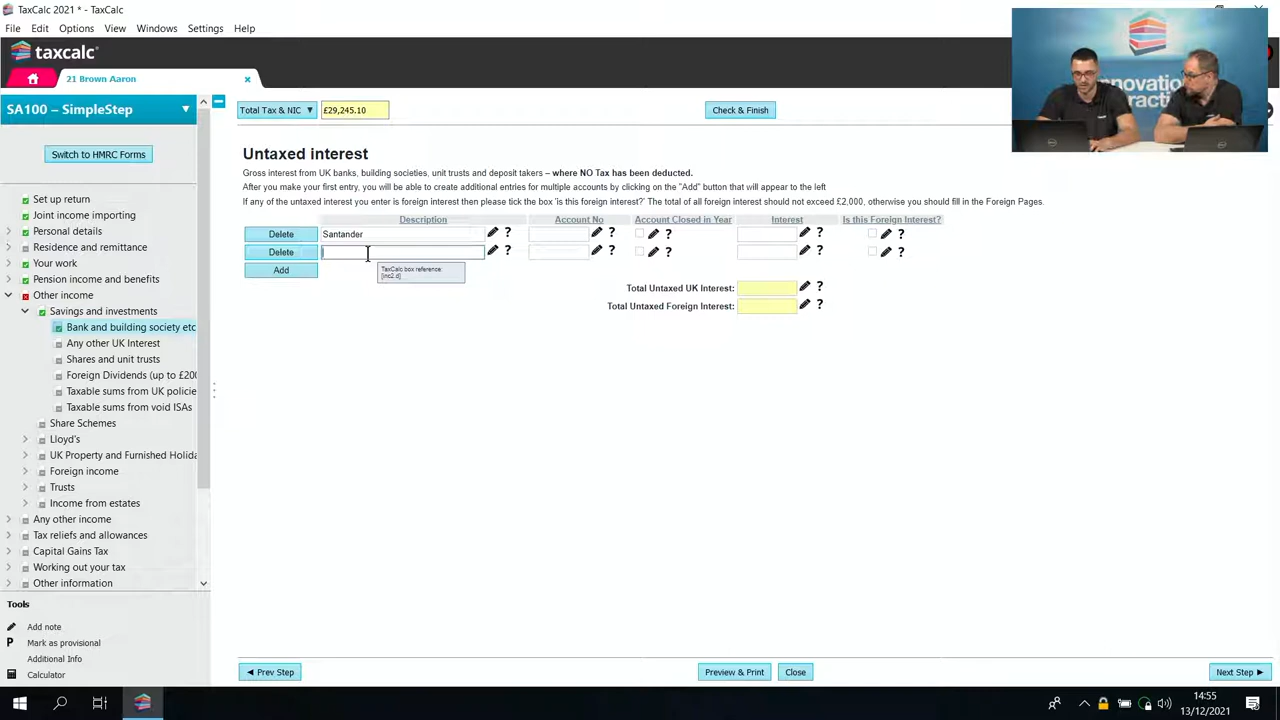 TaxCalc 2021 * - TaxCalc
File Edit Options View Windows Settings Help
taxcalc
21 Brown Aaron
SA100 – SimpleStep
Total Tax & NIC £29,245.10 Check & Finish
Switch to HMRC Forms
Untaxed interest
Gross interest from UK banks, building societies, unit trusts and deposit takers – where NO Tax has been deducted.
After you make your first entry, you will be able to create additional entries for multiple accounts by clicking on the "Add" button that will appear to the left
If any of the untaxed interest you enter is foreign interest then please tick the box 'is this foreign interest?' The total of all foreign interest should not exceed £2,000, otherwise you should fill in the Foreign Pages.
Description Account No Account Closed in Year Interest Is this Foreign Interest?
Delete Santander ? ? ? ? ?
Delete ? ? ? ? ?
Add
TaxCalc box reference:
[inc2.d]
Total Untaxed UK Interest: ?
Total Untaxed Foreign Interest: ?
Set up return
Joint income importing
Personal details
Residence and remittance
Your work
Pension income and benefits
Other income
Savings and investments
Bank and building society etc
Any other UK Interest
Shares and unit trusts
Foreign Dividends (up to £200
Taxable sums from UK policie
Taxable sums from void ISAs
Share Schemes
Lloyd's
UK Property and Furnished Holida
Foreign income
Trusts
Income from estates
Any other income
Tax reliefs and allowances
Capital Gains Tax
Working out your tax
Other information
Tools
Add note
P Mark as provisional
Additional Info
Calculator
Prev Step Preview & Print Close Next Step
14:55
13/12/2021